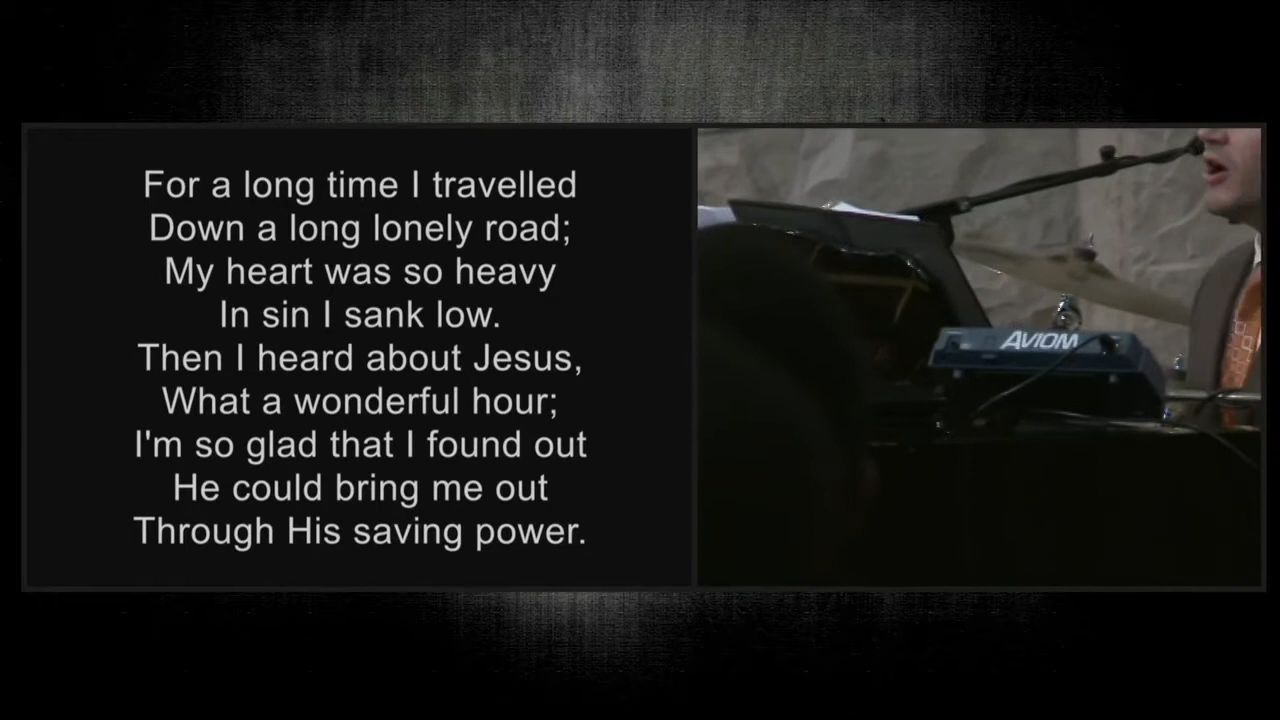 For a long time I travelled
Down a long lonely road;
My heart was so heavy
In sin I sank low.
Then I heard about Jesus,
What a wonderful hour;
I'm so glad that I found out
He could bring me out
Through His saving power.
AVIOM